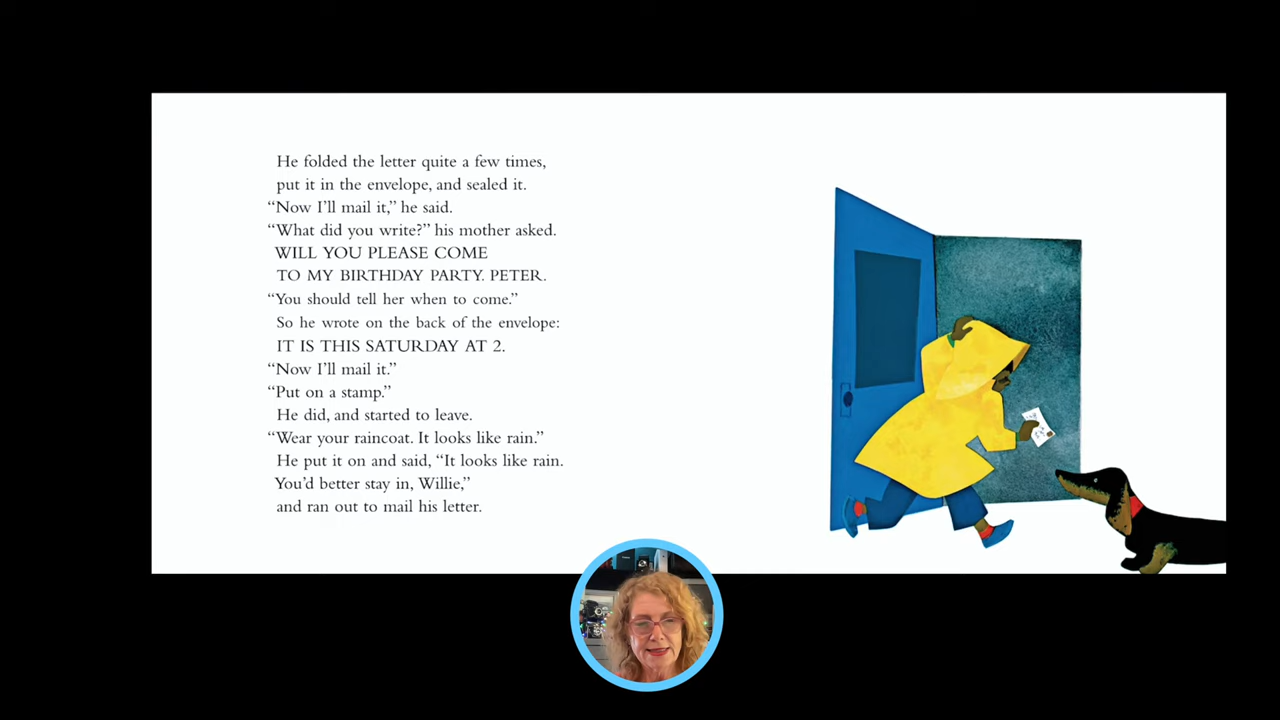 He folded the letter quite a few times,
put it in the envelope, and sealed it.
“Now I’ll mail it,” he said.
“What did you write?” his mother asked.
WILL YOU PLEASE COME
TO MY BIRTHDAY PARTY. PETER.
“You should tell her when to come.”
So he wrote on the back of the envelope:
IT IS THIS SATURDAY AT 2.
“Now I’ll mail it.”
“Put on a stamp.”
He did, and started to leave.
“Wear your raincoat. It looks like rain.”
He put it on and said, “It looks like rain.
You’d better stay in, Willie,”
and ran out to mail his letter.